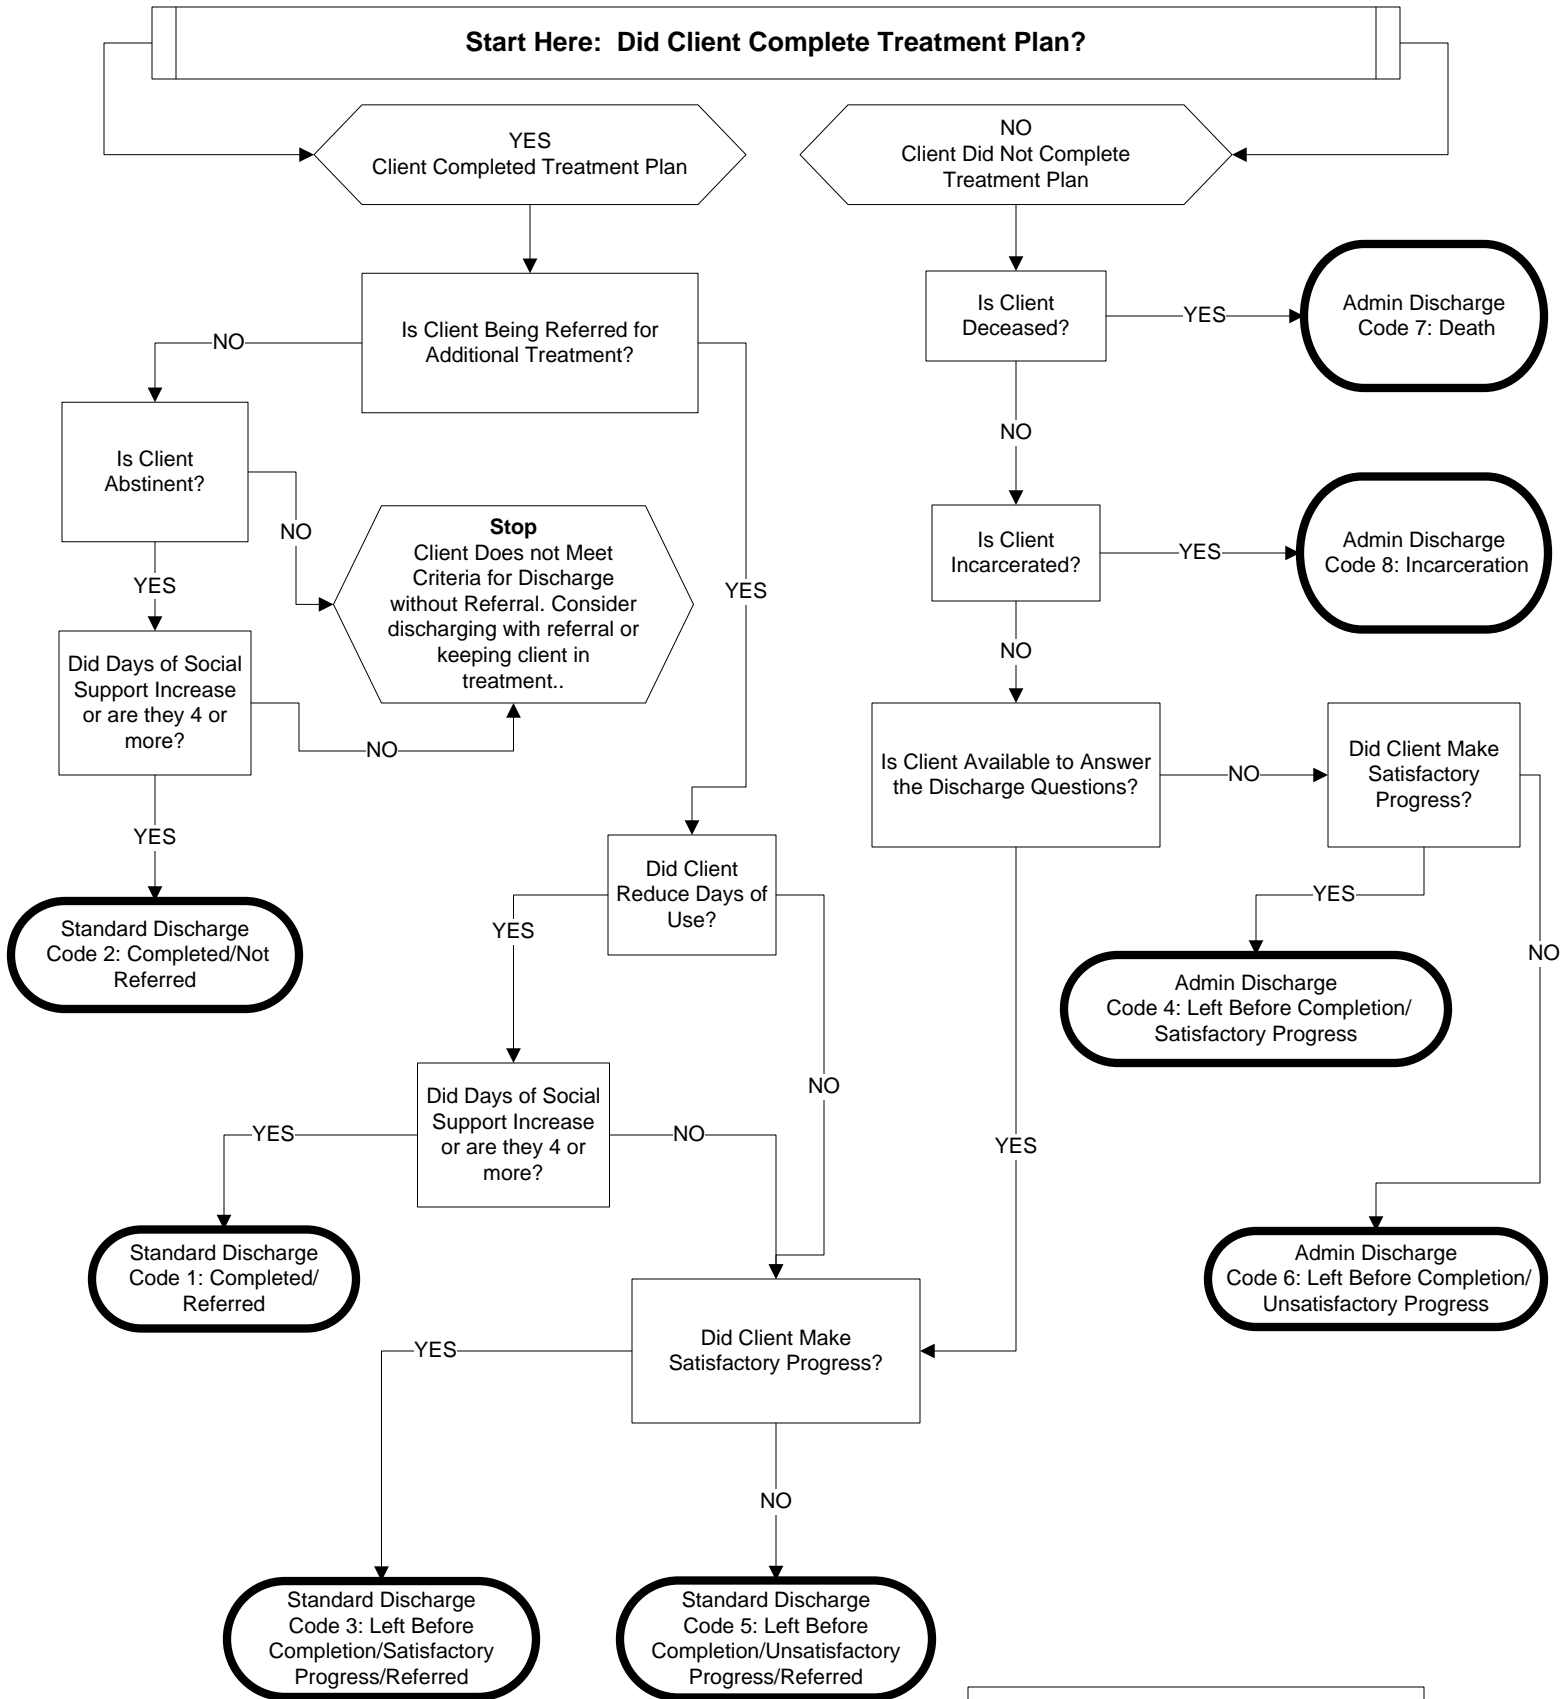 Start Here:  Did Client Complete Treatment Plan?
YES
Client Completed Treatment Plan
NO
Client Did Not Complete
Treatment Plan
Is Client Being Referred for
Additional Treatment?
NO
YES
Is Client
Abstinent?
NO
YES
Stop
Client Does not Meet
Criteria for Discharge
without Referral. Consider
discharging with referral or
keeping client in
treatment..
Did Days of Social
Support Increase
or are they 4 or
more?
NO
YES
Standard Discharge
Code 2: Completed/Not
Referred
Did Client
Reduce Days of
Use?
YES
NO
Did Days of Social
Support Increase
or are they 4 or
more?
YES
NO
Standard Discharge
Code 1: Completed/
Referred
Is Client
Deceased?
YES
Admin Discharge
Code 7: Death
NO
Is Client
Incarcerated?
YES
Admin Discharge
Code 8: Incarceration
NO
Is Client Available to Answer
the Discharge Questions?
NO
Did Client Make
Satisfactory
Progress?
YES
NO
Admin Discharge
Code 4: Left Before Completion/
Satisfactory Progress
Admin Discharge
Code 6: Left Before Completion/
Unsatisfactory Progress
YES
Did Client Make
Satisfactory Progress?
YES
NO
Standard Discharge
Code 3: Left Before
Completion/Satisfactory
Progress/Referred
Standard Discharge
Code 5: Left Before
Completion/Unsatisfactory
Progress/Referred